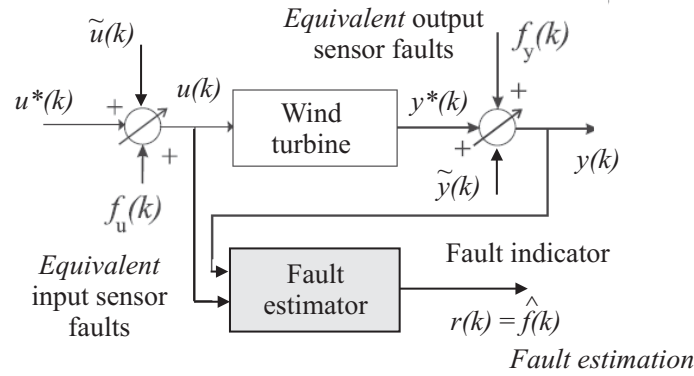 Equivalent output
sensor faults
ũ(k)
f_y(k)
u*(k)
+
u(k)
Wind
turbine
y*(k)
+
+
+
ỹ(k)
y(k)
f_u(k)
Equivalent
input sensor
faults
Fault
estimator
Fault indicator
r(k) = f̂(k)
Fault estimation